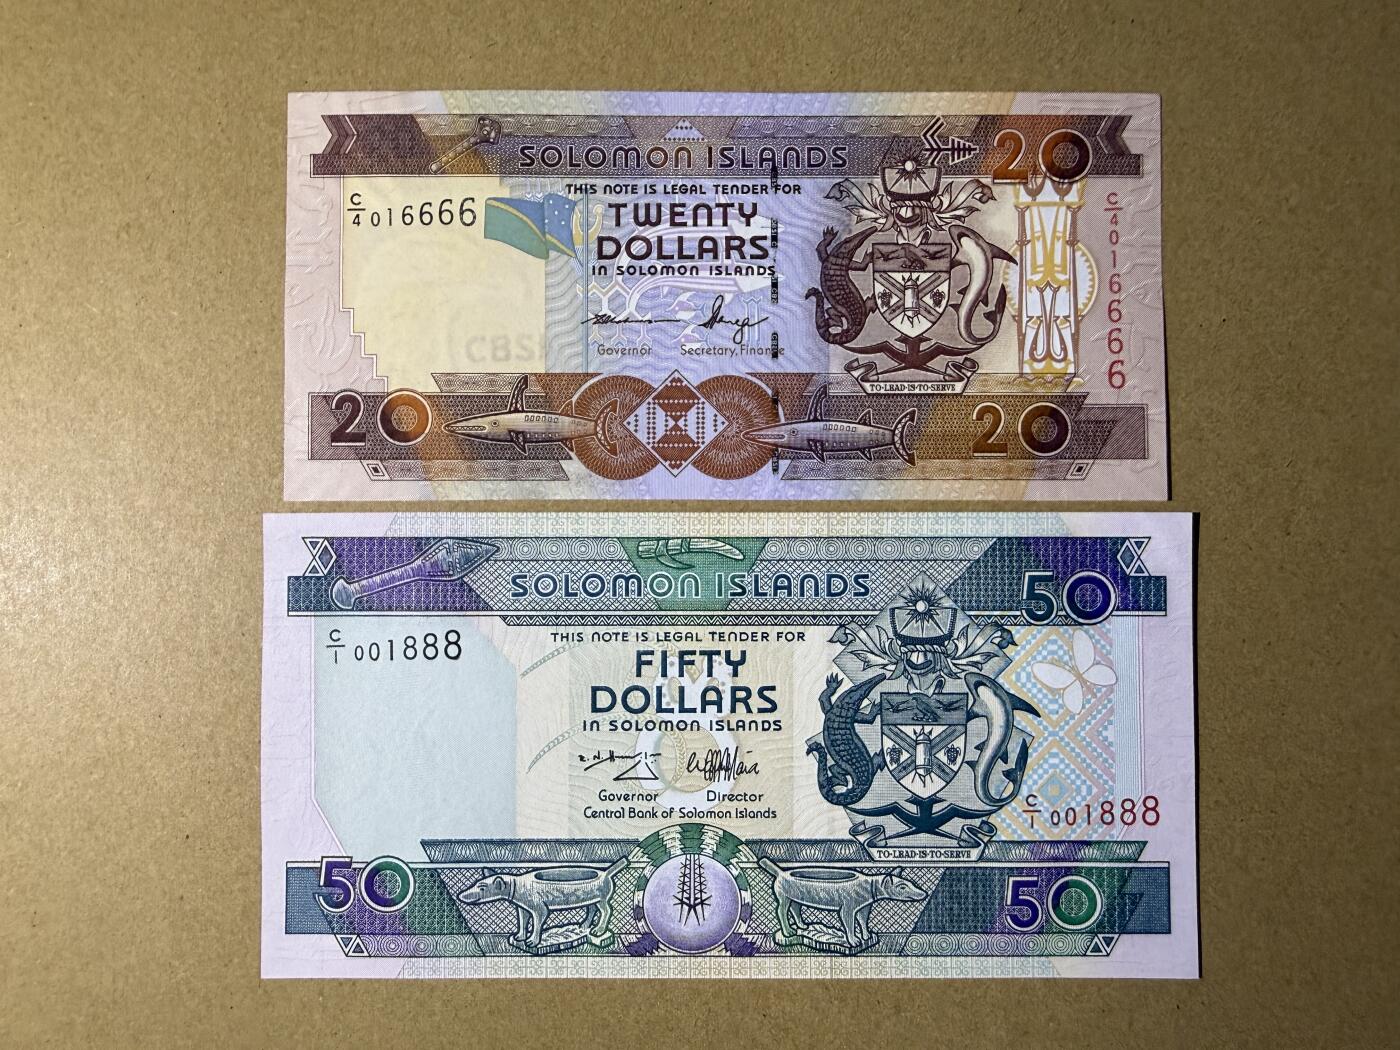 SOLOMON ISLANDS
20
C/4 016666
THIS NOTE IS LEGAL TENDER FOR
TWENTY
DOLLARS
IN SOLOMON ISLANDS
Governor Secretary, Finance
CBSI
TO·LEAD·IS·TO·SERVE
C/4 016666
20
20
SOLOMON ISLANDS
50
C/1 001888
THIS NOTE IS LEGAL TENDER FOR
FIFTY
DOLLARS
IN SOLOMON ISLANDS
Governor Director
Central Bank of Solomon Islands
C/1 001888
TO·LEAD·IS·TO·SERVE
50
50